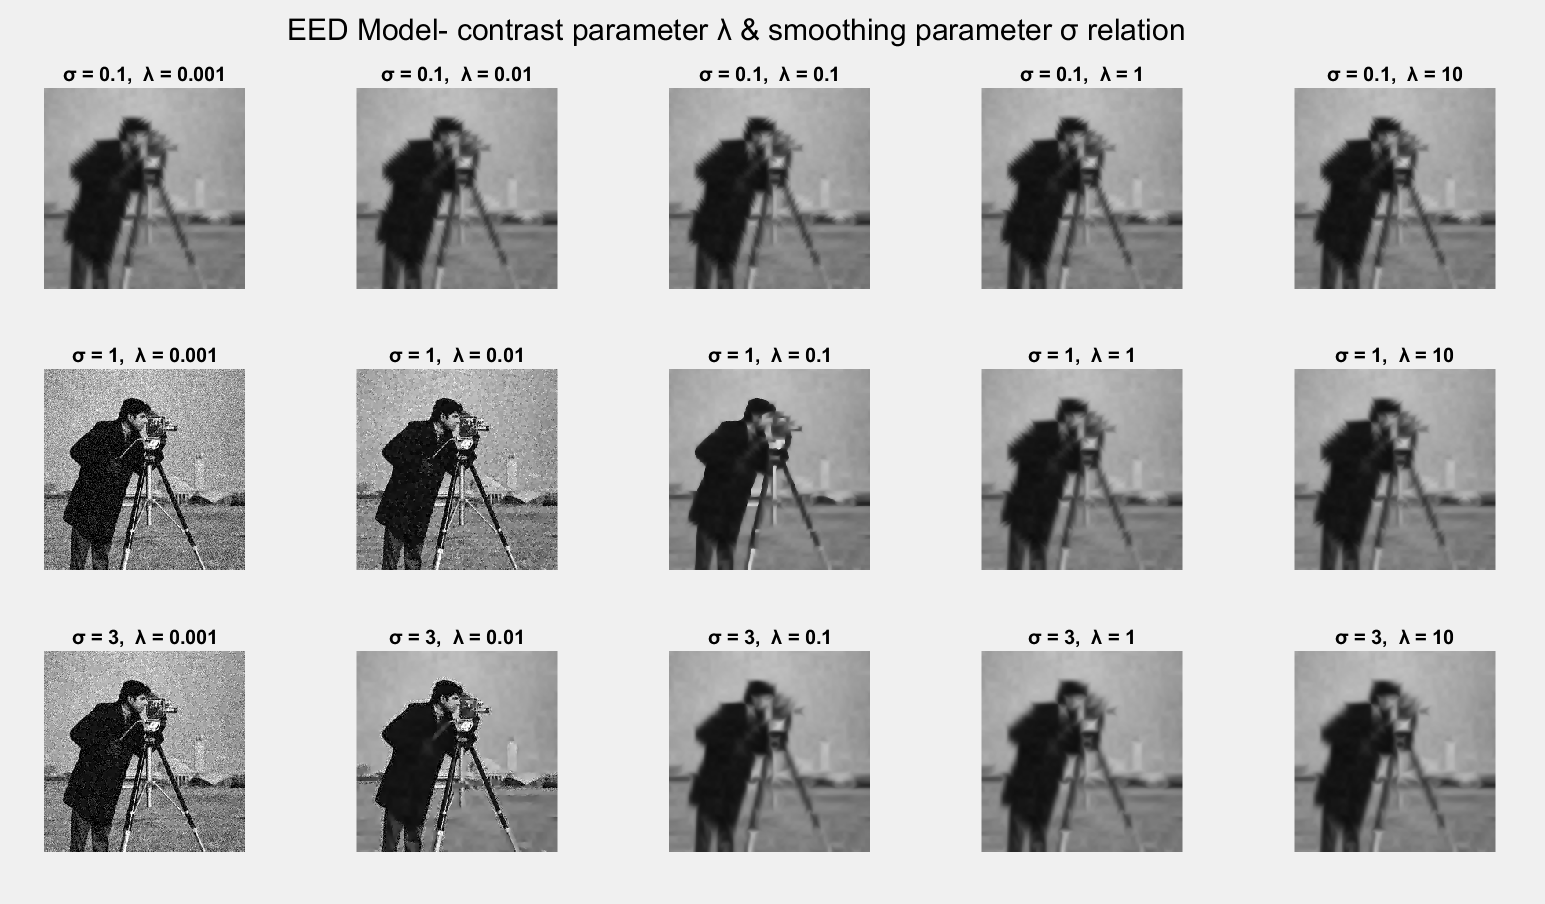 EED Model- contrast parameter λ & smoothing parameter σ relation
σ = 0.1,  λ = 0.001
σ = 0.1,  λ = 0.01
σ = 0.1,  λ = 0.1
σ = 0.1,  λ = 1
σ = 0.1,  λ = 10
σ = 1,  λ = 0.001
σ = 1,  λ = 0.01
σ = 1,  λ = 0.1
σ = 1,  λ = 1
σ = 1,  λ = 10
σ = 3,  λ = 0.001
σ = 3,  λ = 0.01
σ = 3,  λ = 0.1
σ = 3,  λ = 1
σ = 3,  λ = 10